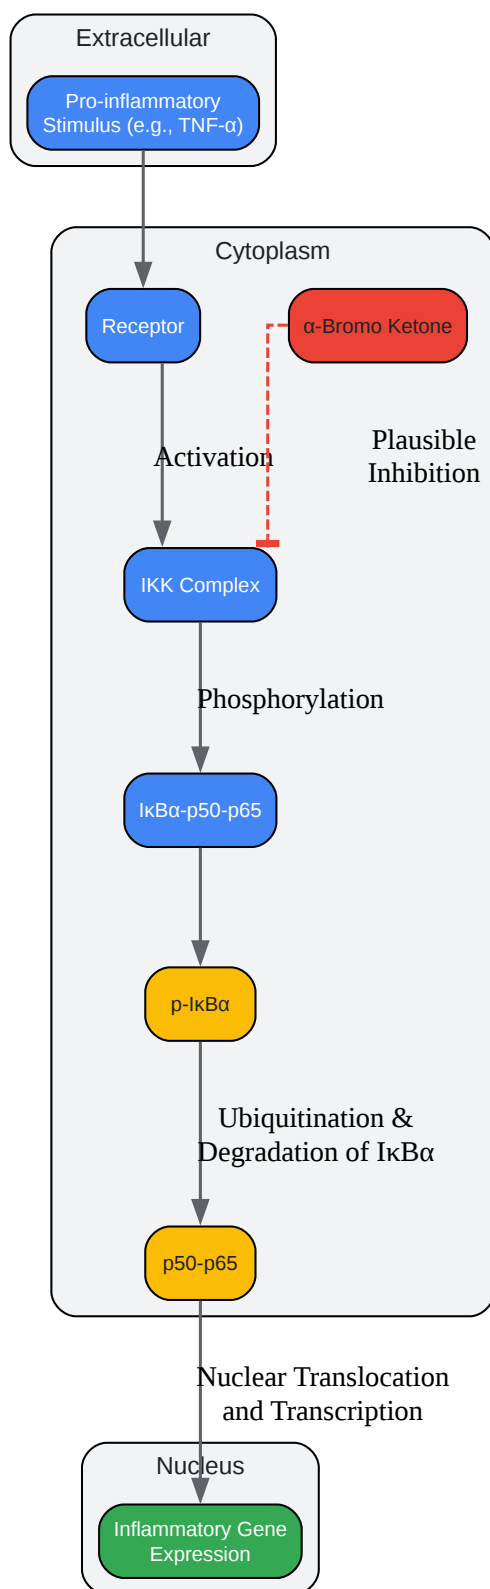 Extracellular
Pro-inflammatory
Stimulus (e.g., TNF-α)
Cytoplasm
Receptor
α-Bromo Ketone
Activation
Plausible
Inhibition
IKK Complex
Phosphorylation
IκBα-p50-p65
p-IκBα
Ubiquitination &
Degradation of IκBα
p50-p65
Nuclear Translocation
and Transcription
Nucleus
Inflammatory Gene
Expression